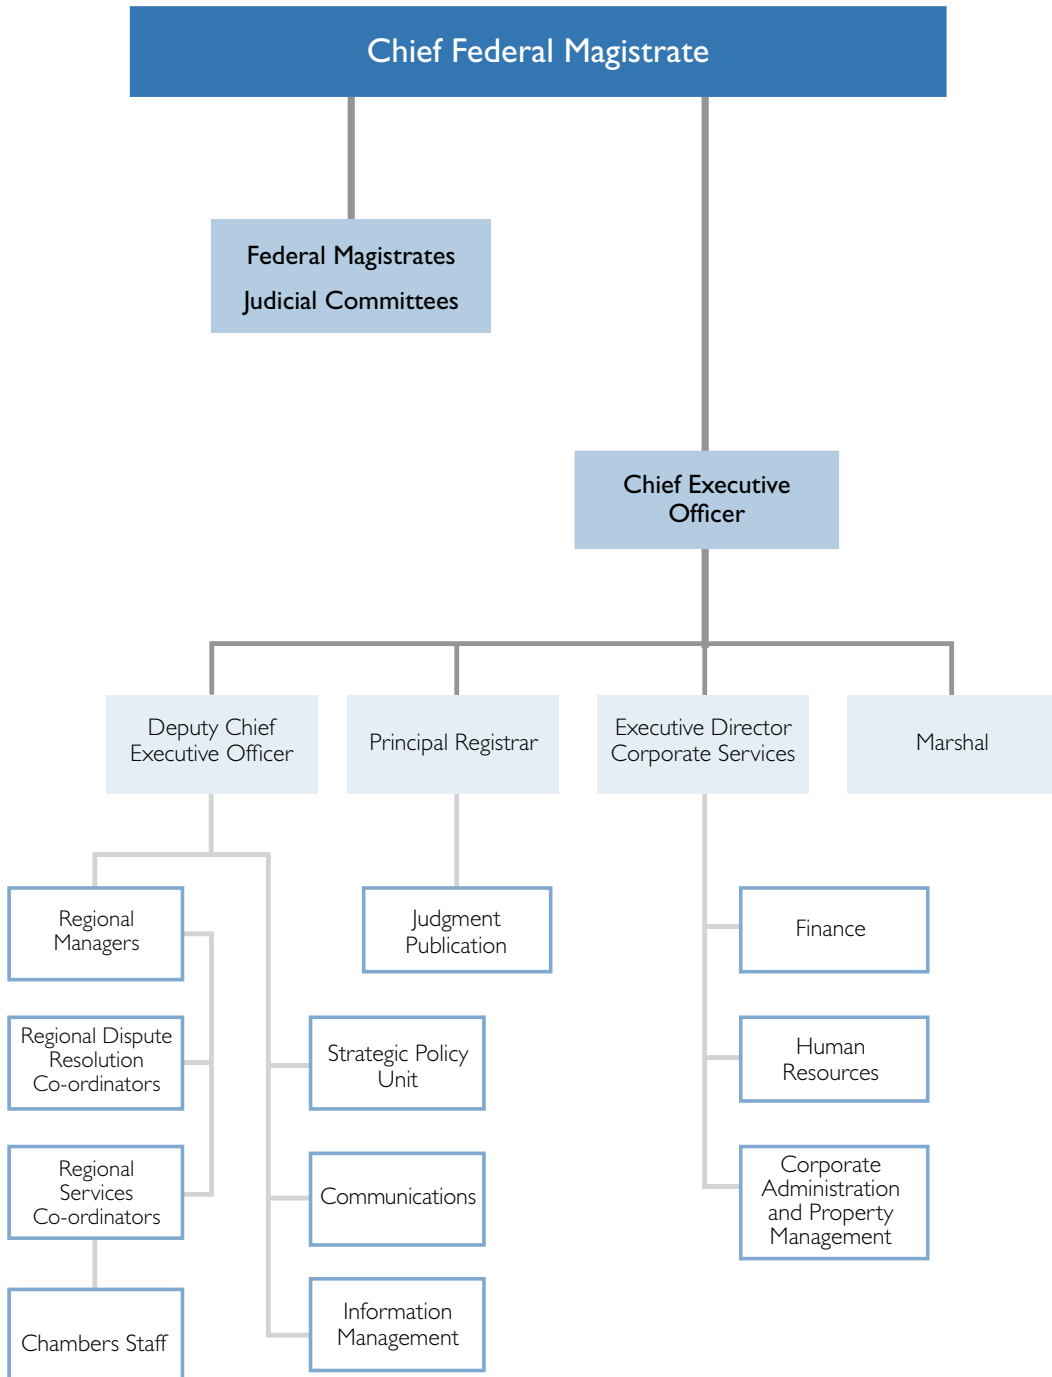 Chief Federal Magistrate
Federal Magistrates
Judicial Committees
Chief Executive
Officer
Deputy Chief
Executive Officer
Principal Registrar
Executive Director
Corporate Services
Marshal
Regional
Managers
Judgment
Publication
Finance
Regional Dispute
Resolution
Co-ordinators
Strategic Policy
Unit
Human
Resources
Regional
Services
Co-ordinators
Communications
Corporate
Administration
and Property
Management
Chambers Staff
Information
Management